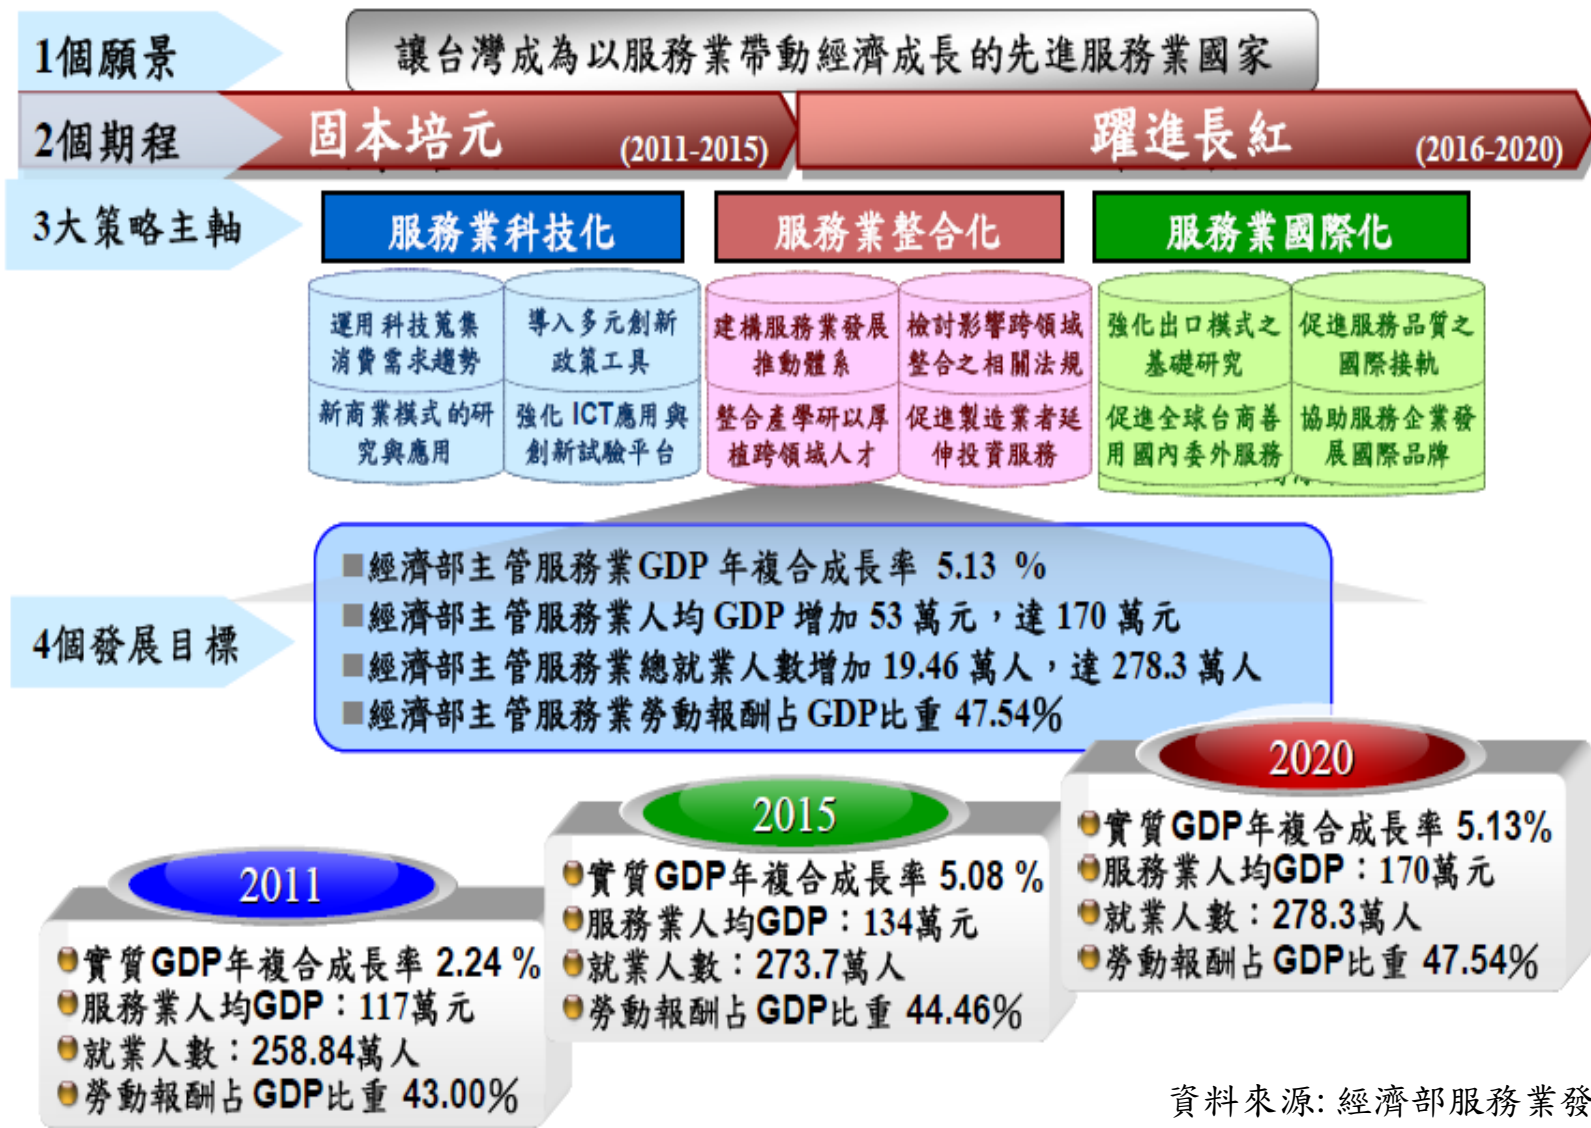 1個願景
讓台灣成為以服務業帶動經濟成長的先進服務業國家
2個期程
固本培元 (2011-2015)
躍進長紅 (2016-2020)
3大策略主軸
服務業科技化
服務業整合化
服務業國際化
運用科技蒐集
消費需求趨勢
導入多元創新
政策工具
新商業模式的研
究與應用
強化 ICT應用與
創新試驗平台
建構服務業發展
推動體系
檢討影響跨領域
整合之相關法規
整合產學研以厚
植跨領域人才
促進製造業者延
伸投資服務
強化出口模式之
基礎研究
促進服務品質之
國際接軌
促進全球台商善
用國內委外服務
協助服務企業發
展國際品牌
4個發展目標
■經濟部主管服務業GDP 年複合成長率 5.13 %
■經濟部主管服務業人均 GDP 增加 53 萬元，達 170 萬元
■經濟部主管服務業總就業人數增加 19.46 萬人，達 278.3 萬人
■經濟部主管服務業勞動報酬占GDP比重 47.54%
2011
實質GDP年複合成長率 2.24 %
服務業人均GDP：117萬元
就業人數：258.84萬人
勞動報酬占GDP比重 43.00%
2015
實質GDP年複合成長率 5.08 %
服務業人均GDP：134萬元
就業人數：273.7萬人
勞動報酬占GDP比重 44.46%
2020
實質GDP年複合成長率 5.13%
服務業人均GDP：170萬元
就業人數：278.3萬人
勞動報酬占GDP比重 47.54%
資料來源: 經濟部服務業發